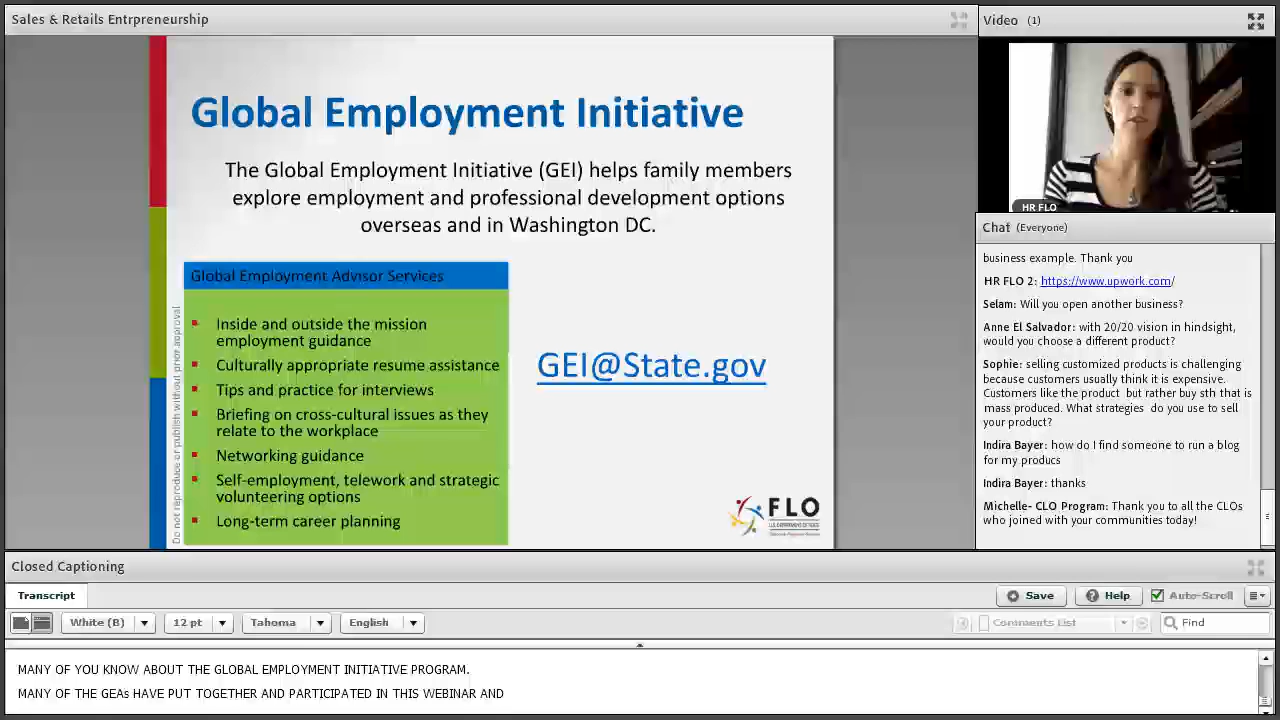 Sales & Retails Entrpreneurship
Global Employment Initiative
The Global Employment Initiative (GEI) helps family members
explore employment and professional development options
overseas and in Washington DC.
Global Employment Advisor Services
Inside and outside the mission
employment guidance
Culturally appropriate resume assistance
Tips and practice for interviews
Briefing on cross-cultural issues as they
relate to the workplace
Networking guidance
Self-employment, telework and strategic
volunteering options
Long-term career planning
GEI@State.gov
Do not reproduce or publish without prior approval
FLO
Video (1)
HR FLO
Chat (Everyone)
business example. Thank you
HR FLO 2: https://www.upwork.com/
Selam: Will you open another business?
Anne El Salvador: with 20/20 vision in hindsight,
would you choose a different product?
Sophie: selling customized products is challenging
because customers usually think it is expensive.
Customers like the product but rather buy sth that is
mass produced. What strategies do you use to sell
your product?
Indira Bayer: how do I find someone to run a blog
for my producs
Indira Bayer: thanks
Michelle- CLO Program: Thank you to all the CLOs
who joined with your communities today!
Closed Captioning
Transcript
Save
Help
Auto-Scroll
White (B)
12 pt
Tahoma
English
Comments List
Find
MANY OF YOU KNOW ABOUT THE GLOBAL EMPLOYMENT INITIATIVE PROGRAM.
MANY OF THE GEAs HAVE PUT TOGETHER AND PARTICIPATED IN THIS WEBINAR AND